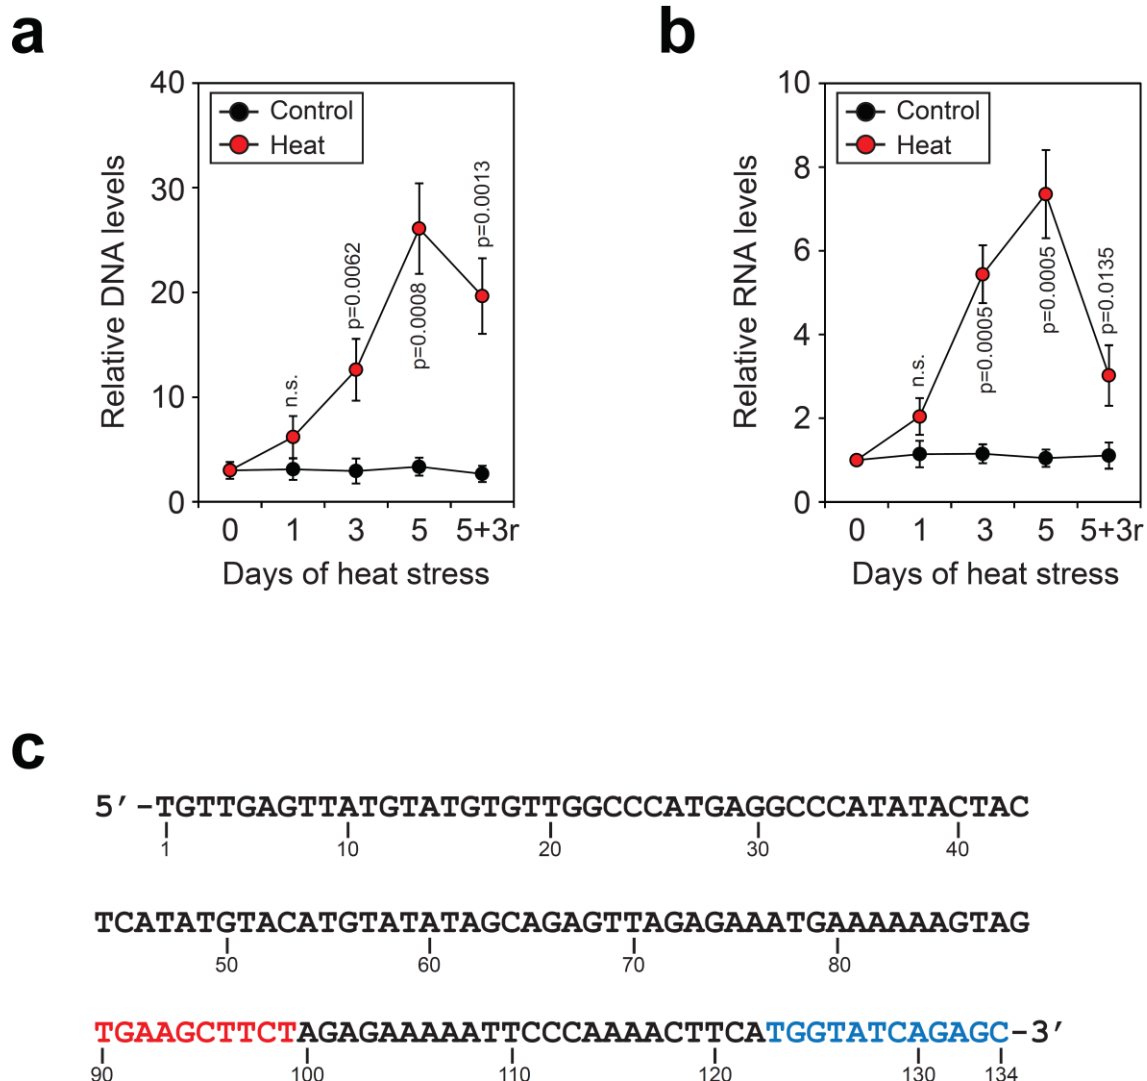 a
40
30
20
10
0
Relative DNA levels
Control
Heat
n.s.
p=0.0062
p=0.0008
p=0.0013
0 1 3 5 5+3r
Days of heat stress
b
10
8
6
4
2
0
Relative RNA levels
Control
Heat
n.s.
p=0.0005
p=0.0005
p=0.0135
0 1 3 5 5+3r
Days of heat stress
c
5′-TGTTGAGTTATGTATGTGTTGGCCCATGAGGCCCATATACTAC
1 10 20 30 40
TCATATGTACATGTATATAGCAGAGTTAGAGAAATGAAAAAAGTAG
50 60 70 80
TGAAGCTTCTAGAGAAAAATTCCCAAAACTTCATGGTATCAGAGC-3′
90 100 110 120 130 134